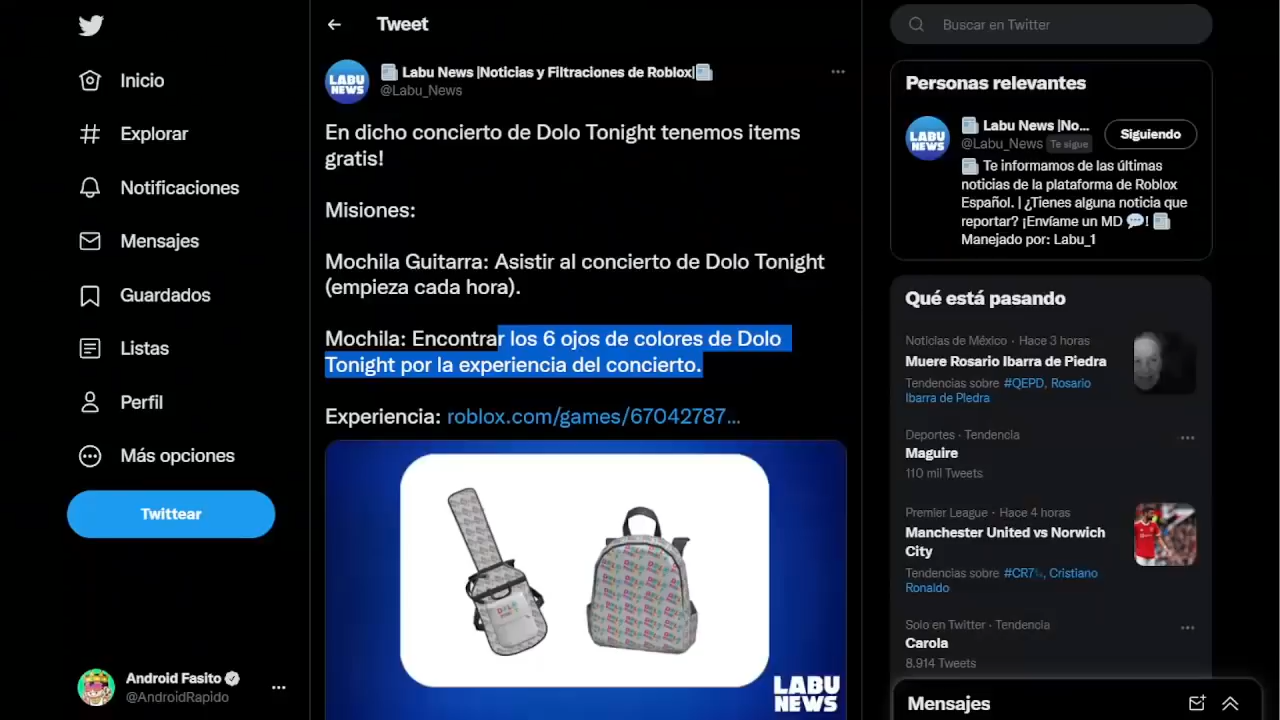 Inicio
Explorar
Notificaciones
Mensajes
Guardados
Listas
Perfil
Más opciones
Twittear
Android Fasito
@AndroidRapido
Tweet
LABU
NEWS
📰 Labu News |Noticias y Filtraciones de Roblox|📰
@Labu_News
En dicho concierto de Dolo Tonight tenemos items
gratis!
Misiones:
Mochila Guitarra: Asistir al concierto de Dolo Tonight
(empieza cada hora).
Mochila: Encontrar los 6 ojos de colores de Dolo
Tonight por la experiencia del concierto.
Experiencia: roblox.com/games/67042787...
LABU
NEWS
Buscar en Twitter
Personas relevantes
LABU
NEWS
📰 Labu News |No...
@Labu_News Te sigue
Siguiendo
📰 Te informamos de las últimas
noticias de la plataforma de Roblox
Español. | ¿Tienes alguna noticia que
reportar? ¡Envíame un MD 💬! 📰
Manejado por: Labu_1
Qué está pasando
Noticias de México · Hace 3 horas
Muere Rosario Ibarra de Piedra
Tendencias sobre #QEPD, Rosario
Ibarra de Piedra
Deportes · Tendencia
Maguire
110 mil Tweets
Premier League · Hace 4 horas
Manchester United vs Norwich
City
Tendencias sobre #CR7, Cristiano
Ronaldo
Solo en Twitter · Tendencia
Carola
8.914 Tweets
Mensajes